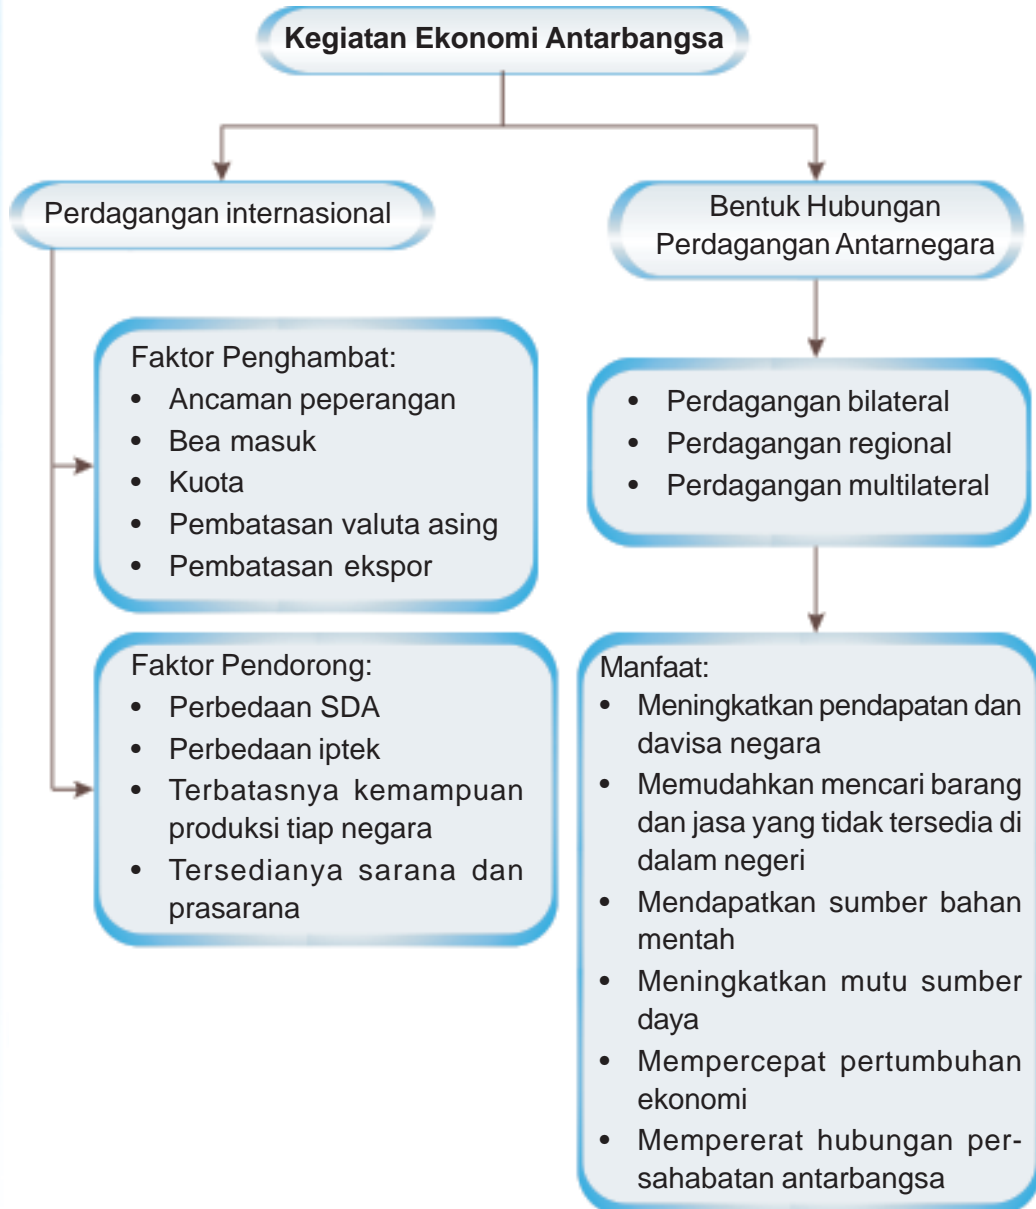 Kegiatan Ekonomi Antarbangsa
Perdagangan internasional
Faktor Penghambat:
• Ancaman peperangan
• Bea masuk
• Kuota
• Pembatasan valuta asing
• Pembatasan ekspor
Faktor Pendorong:
• Perbedaan SDA
• Perbedaan iptek
• Terbatasnya kemampuan
produksi tiap negara
• Tersedianya sarana dan
prasarana
Bentuk Hubungan
Perdagangan Antarnegara
• Perdagangan bilateral
• Perdagangan regional
• Perdagangan multilateral
Manfaat:
• Meningkatkan pendapatan dan
davisa negara
• Memudahkan mencari barang
dan jasa yang tidak tersedia di
dalam negeri
• Mendapatkan sumber bahan
mentah
• Meningkatkan mutu sumber
daya
• Mempercepat pertumbuhan
ekonomi
• Mempererat hubungan per-
sahabatan antarbangsa